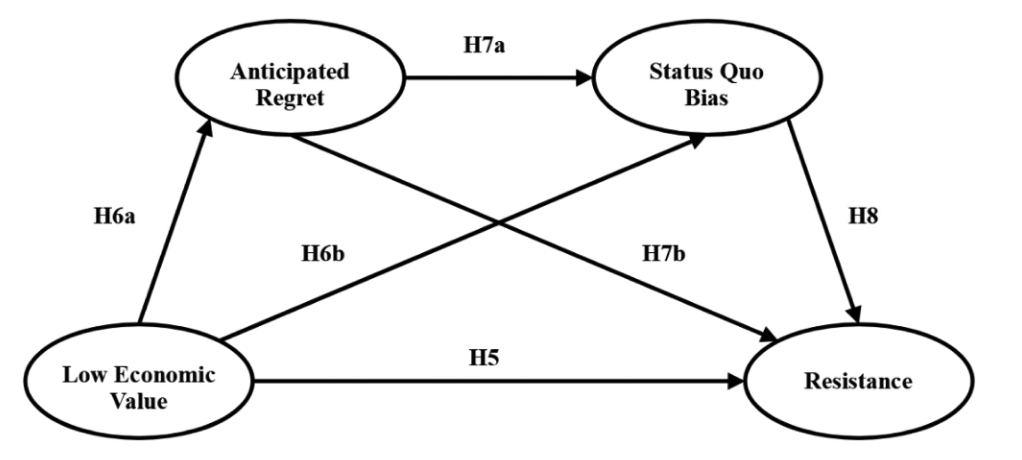 H7a
Anticipated
Regret
Status Quo
Bias
H6a
H8
H6b
H7b
H5
Low Economic
Value
Resistance